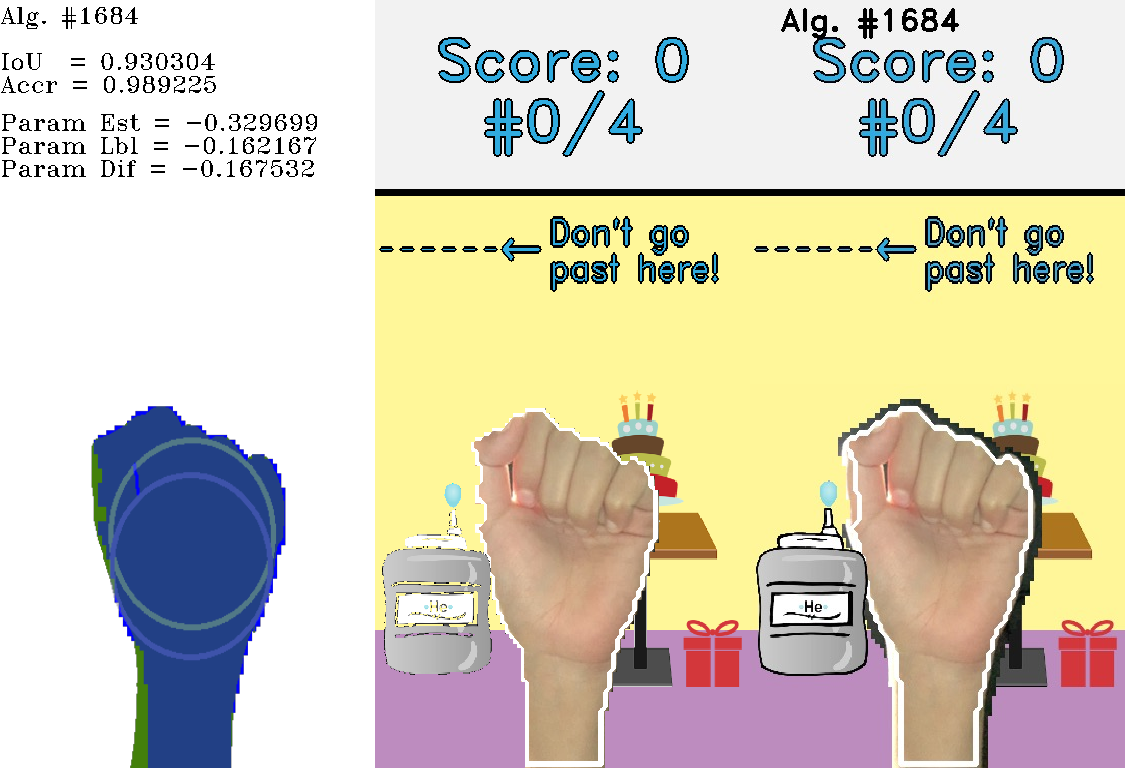 Alg. #1684
IoU = 0.930304
Accr = 0.989225
Param Est = −0.329699
Param Lbl = −0.162167
Param Dif = −0.167532
Score: 0
#0/4
Don't go
past here!
He
Alg. #1684
Score: 0
#0/4
Don't go
past here!
He